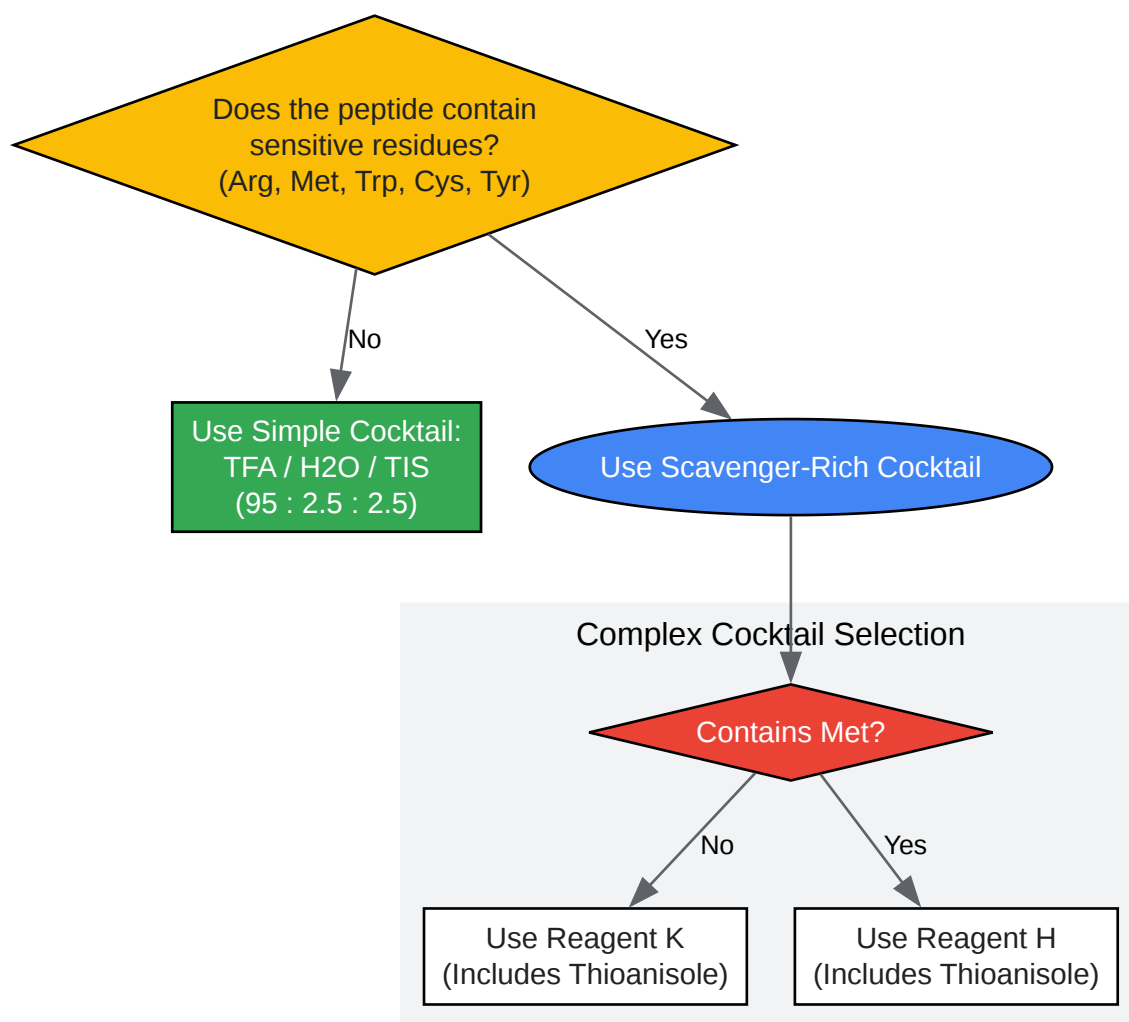 Does the peptide contain
sensitive residues?
(Arg, Met, Trp, Cys, Tyr)
No
Yes
Use Simple Cocktail:
TFA / H2O / TIS
(95 : 2.5 : 2.5)
Use Scavenger-Rich Cocktail
Complex Cocktail Selection
Contains Met?
No
Yes
Use Reagent K
(Includes Thioanisole)
Use Reagent H
(Includes Thioanisole)